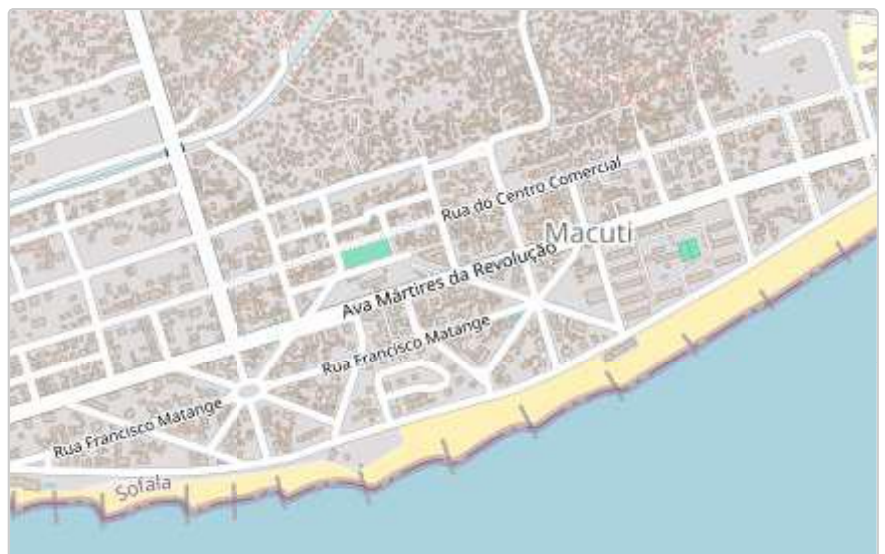 Rua do Centro Comercial
Macuti
Ava Mártires da Revolução
Rua Francisco Matange
Rua Francisco Matange
Sofala